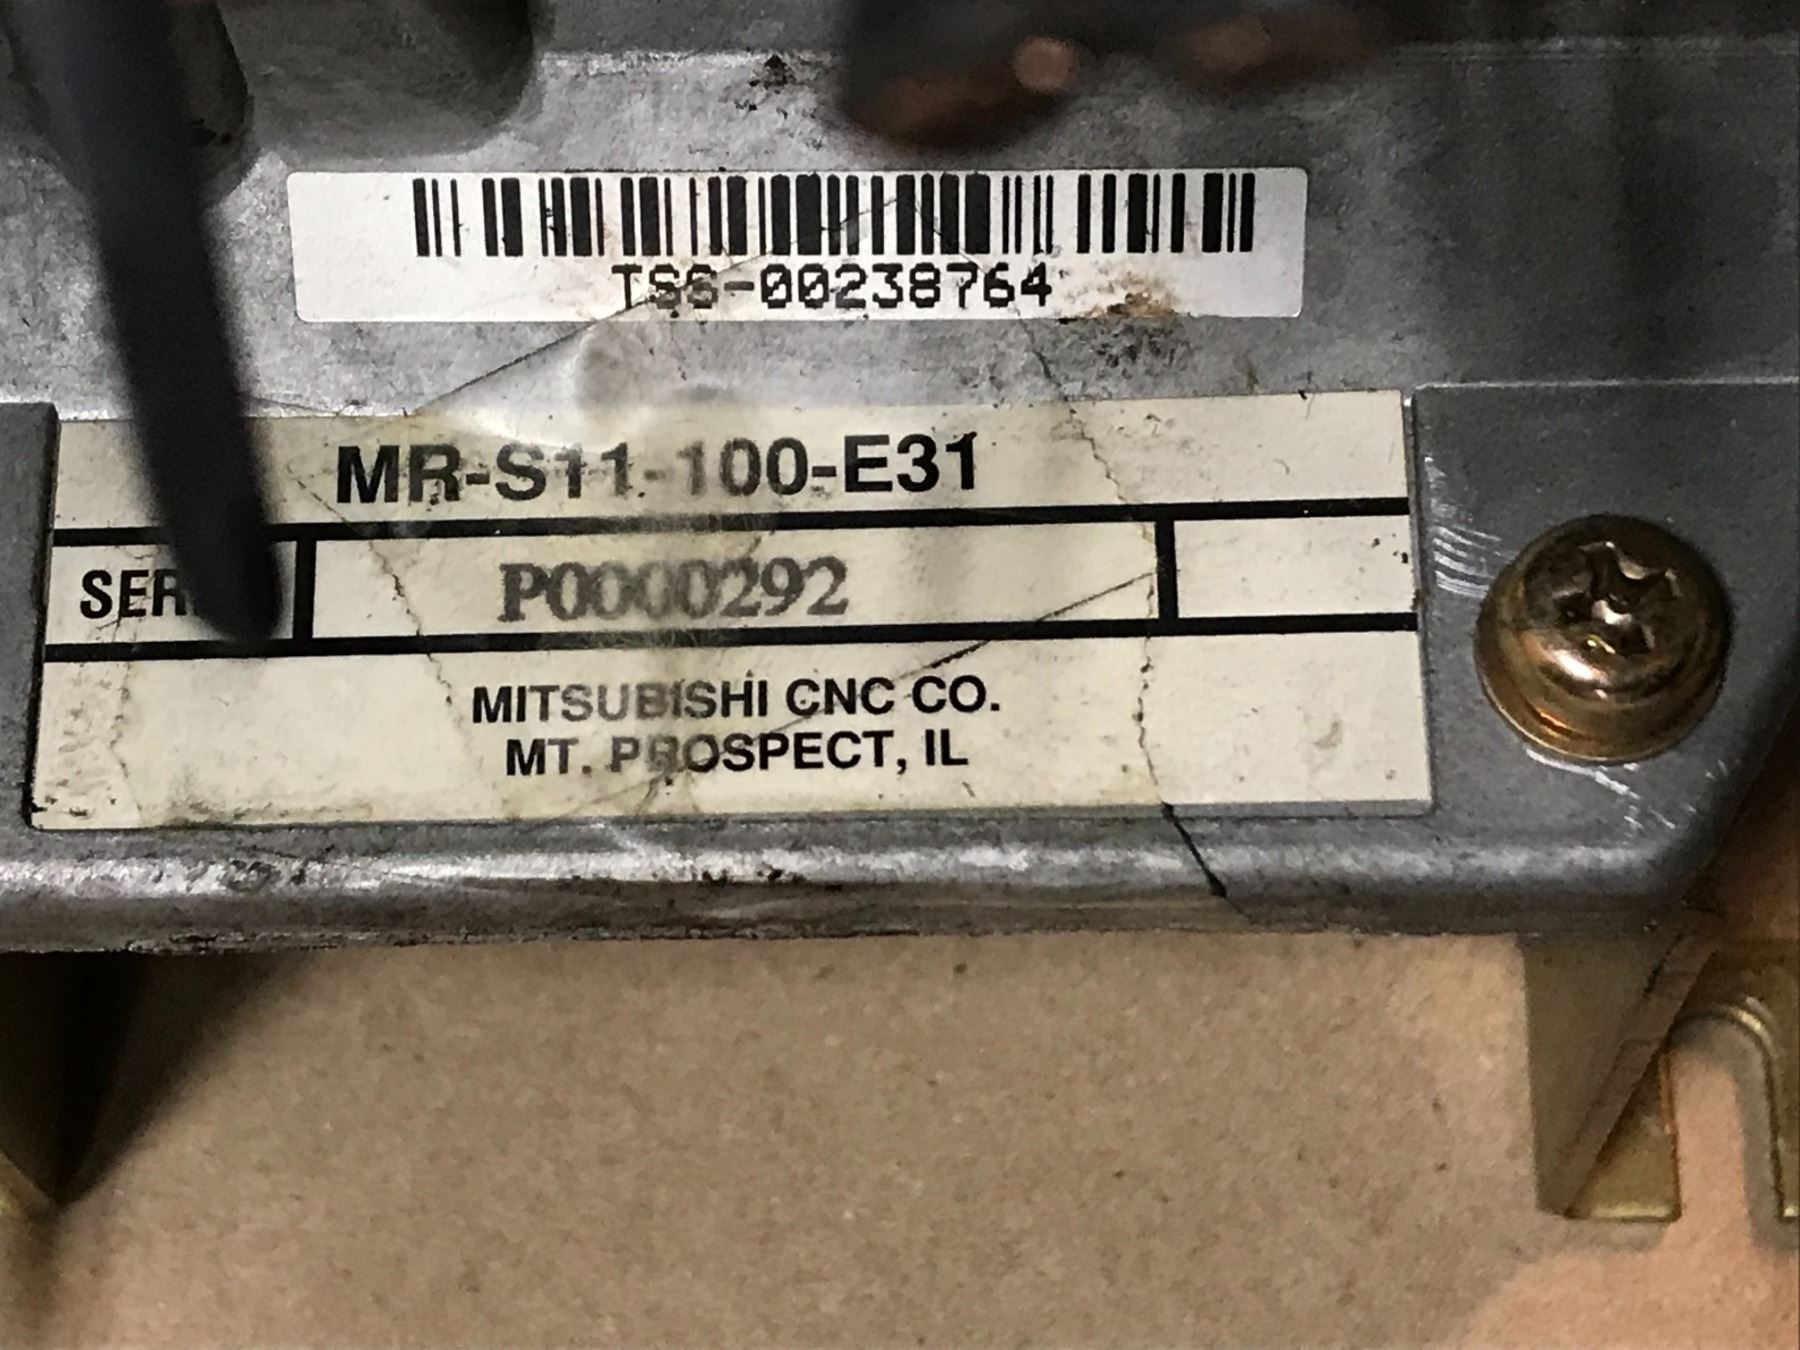 TSS-00238764
MR-S11-100-E31
P0000292
MITSUBISHI CNC CO.
MT. PROSPECT, IL